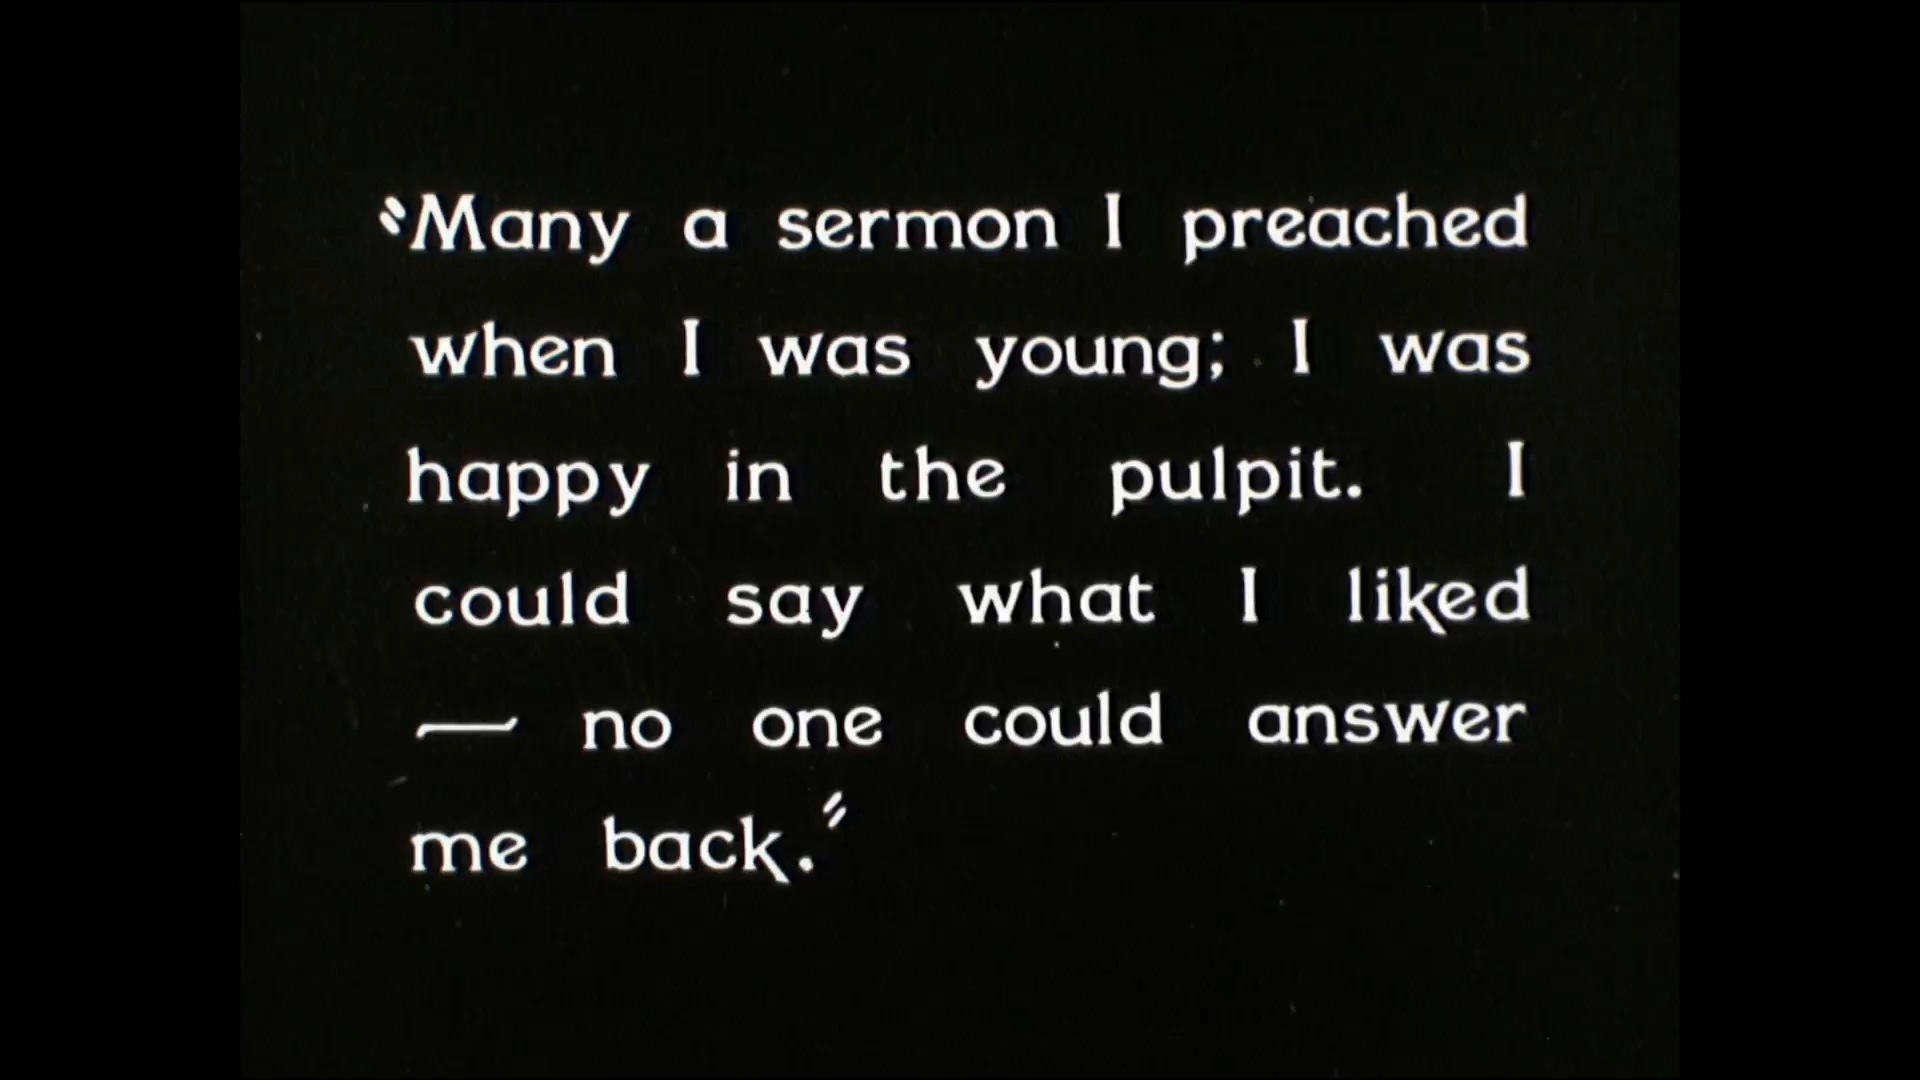 "Many a sermon I preached
when I was young; I was
happy in the pulpit. I
could say what I liked
— no one could answer
me back."